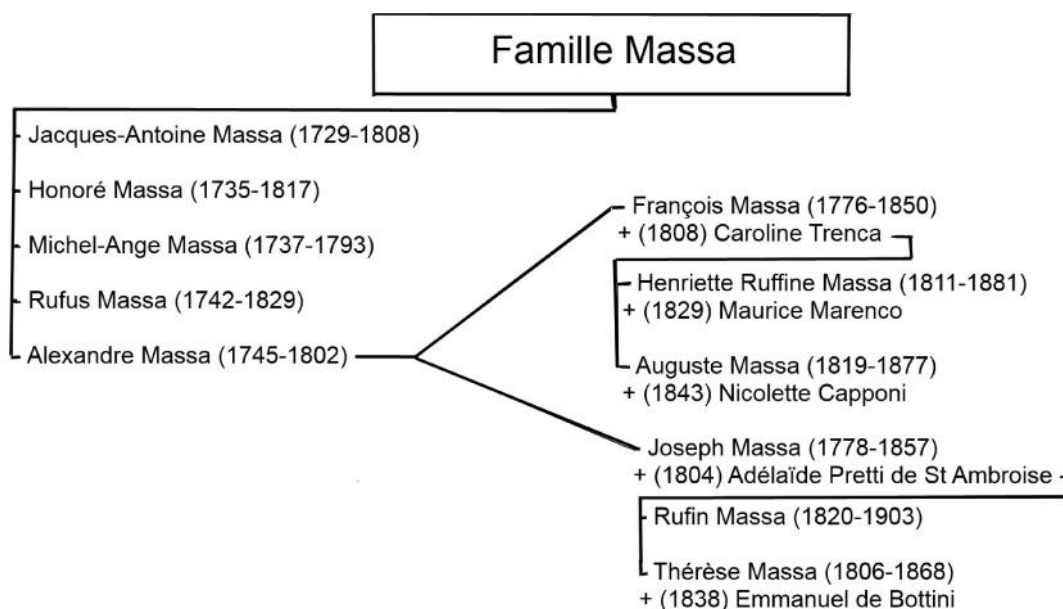 Famille Massa
Jacques-Antoine Massa (1729-1808)
Honoré Massa (1735-1817)
Michel-Ange Massa (1737-1793)
Rufus Massa (1742-1829)
Alexandre Massa (1745-1802)
François Massa (1776-1850)
+ (1808) Caroline Trenca
Henriette Ruffine Massa (1811-1881)
+ (1829) Maurice Marenco
Auguste Massa (1819-1877)
+ (1843) Nicolette Capponi
Joseph Massa (1778-1857)
+ (1804) Adélaïde Pretti de St Ambroise
Rufin Massa (1820-1903)
Thérèse Massa (1806-1868)
+ (1838) Emmanuel de Bottini